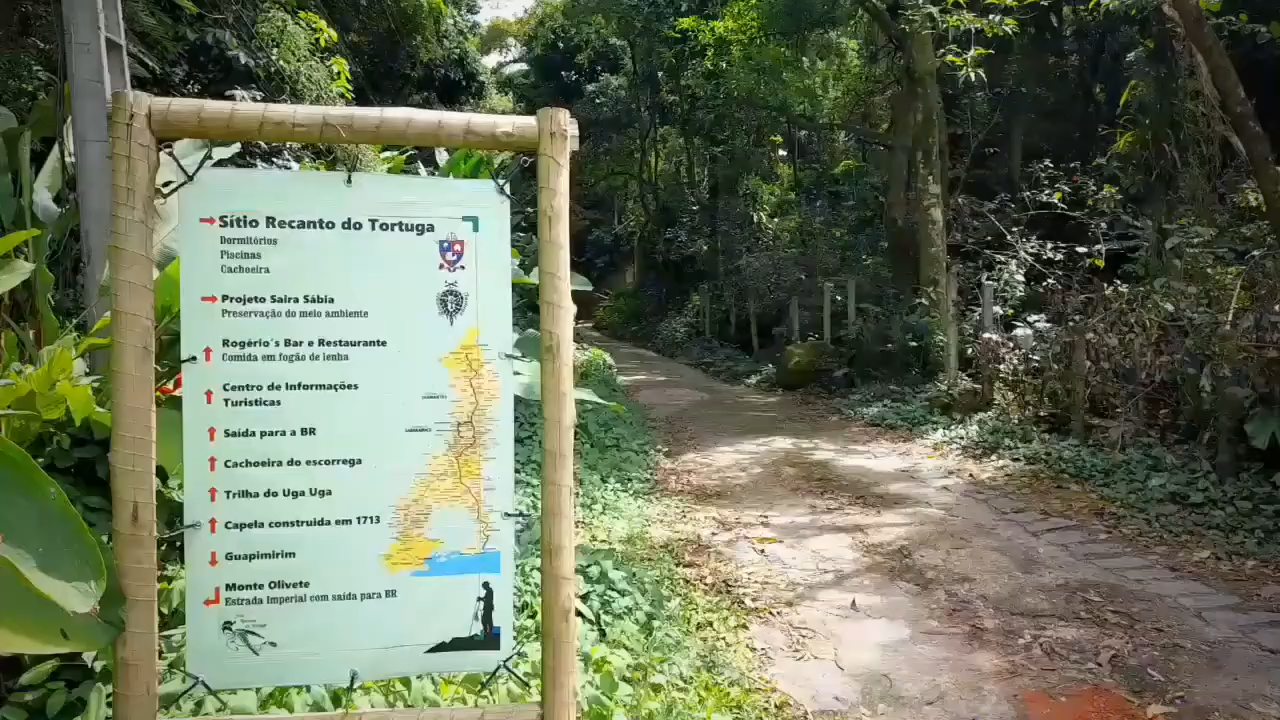 Sítio Recanto do Tortuga
Dormitórios
Piscinas
Cachoeira
Projeto Saira Sábia
Preservação do meio ambiente
Rogério´s Bar e Restaurante
Comida em fogão de lenha
Centro de Informações
Turisticas
Saída para a BR
Cachoeira do escorrega
Trilha do Uga Uga
Capela construida em 1713
Guapimirim
Monte Olivete
Estrada Imperial com saída para BR